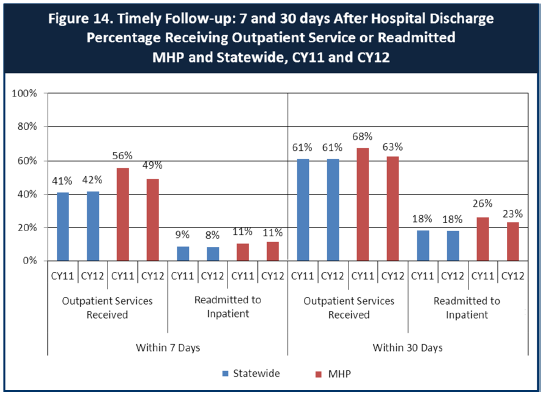 Figure 14. Timely Follow-up: 7 and 30 days After Hospital Discharge
Percentage Receiving Outpatient Service or Readmitted
MHP and Statewide, CY11 and CY12
100%
80%
60%
40%
20%
0%
41%
42%
56%
49%
9%
8%
11%
11%
61%
61%
68%
63%
18%
18%
26%
23%
CY11 CY12 CY11 CY12 CY11 CY12 CY11 CY12 CY11 CY12 CY11 CY12 CY11 CY12 CY11 CY12
Outpatient Services Readmitted to Outpatient Services Readmitted to
Received Inpatient Received Inpatient
Within 7 Days Within 30 Days
Statewide MHP